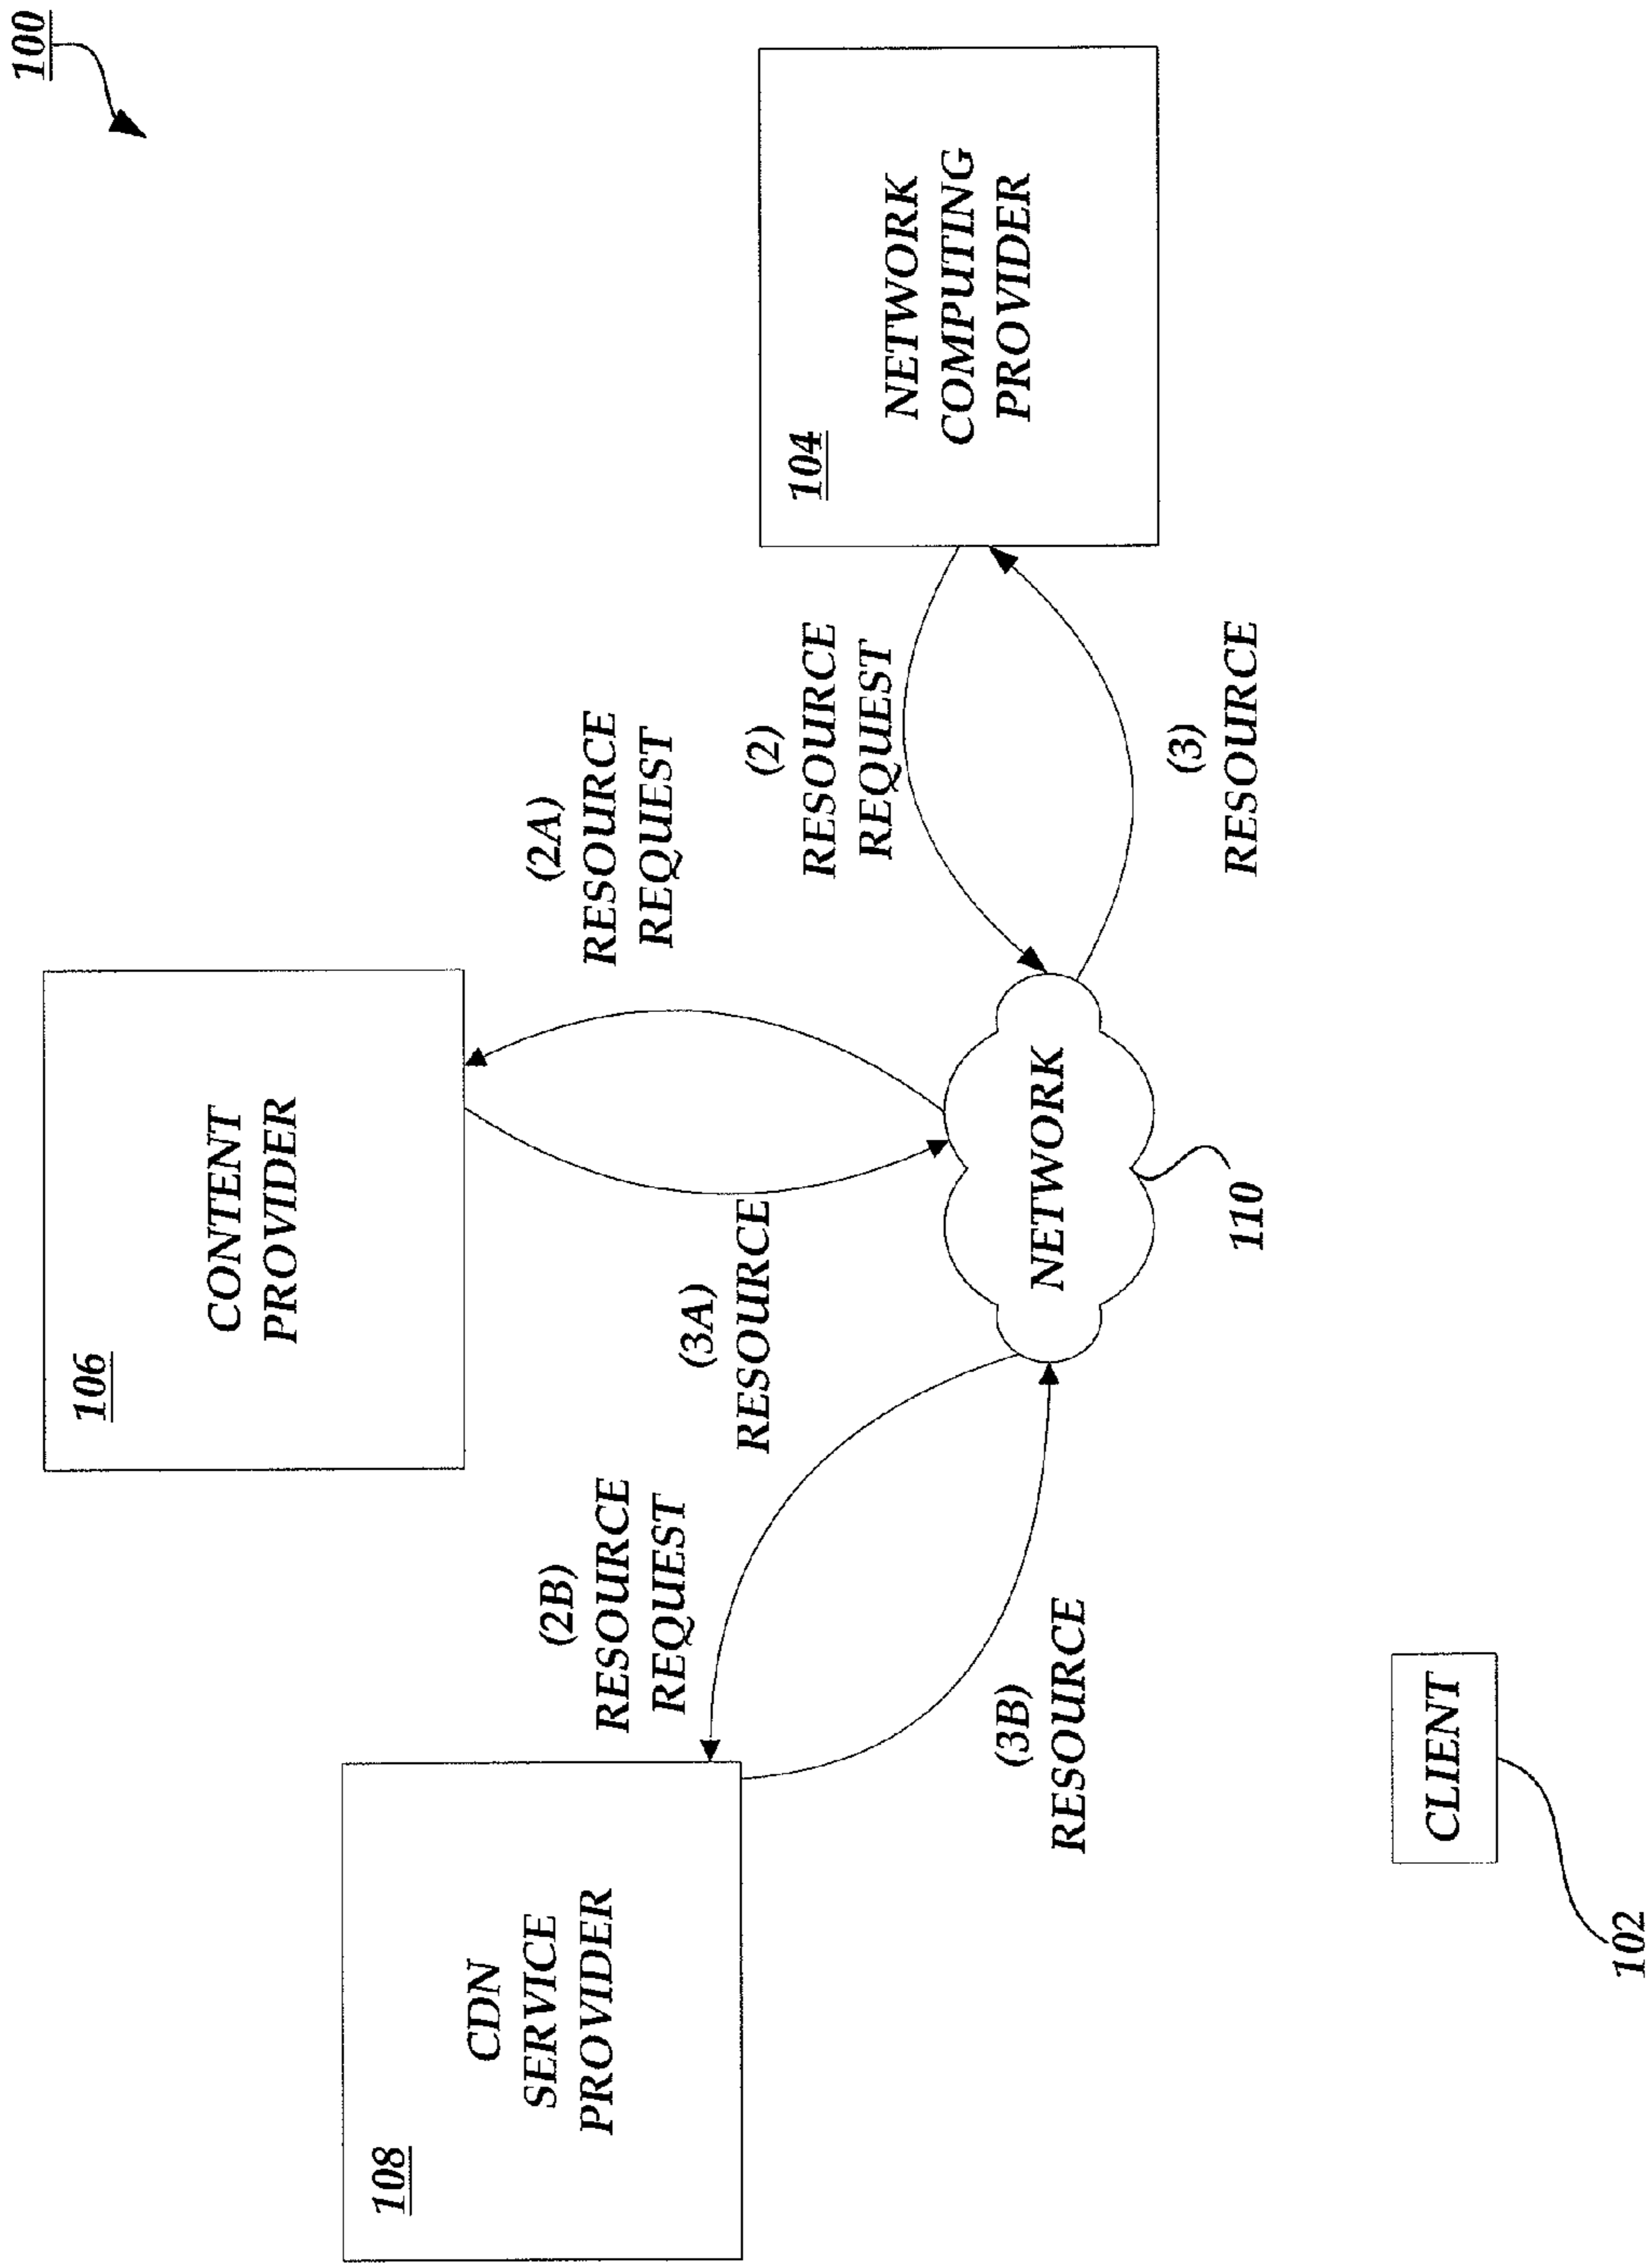 100
106
CONTENT
PROVIDER
108
CDN
SERVICE
PROVIDER
(2B)
RESOURCE
REQUEST
(3A)
RESOURCE
(2A)
RESOURCE
REQUEST
(2)
RESOURCE
REQUEST
104
NETWORK
COMPUTING
PROVIDER
(3B)
RESOURCE
NETWORK
110
(3)
RESOURCE
CLIENT
102